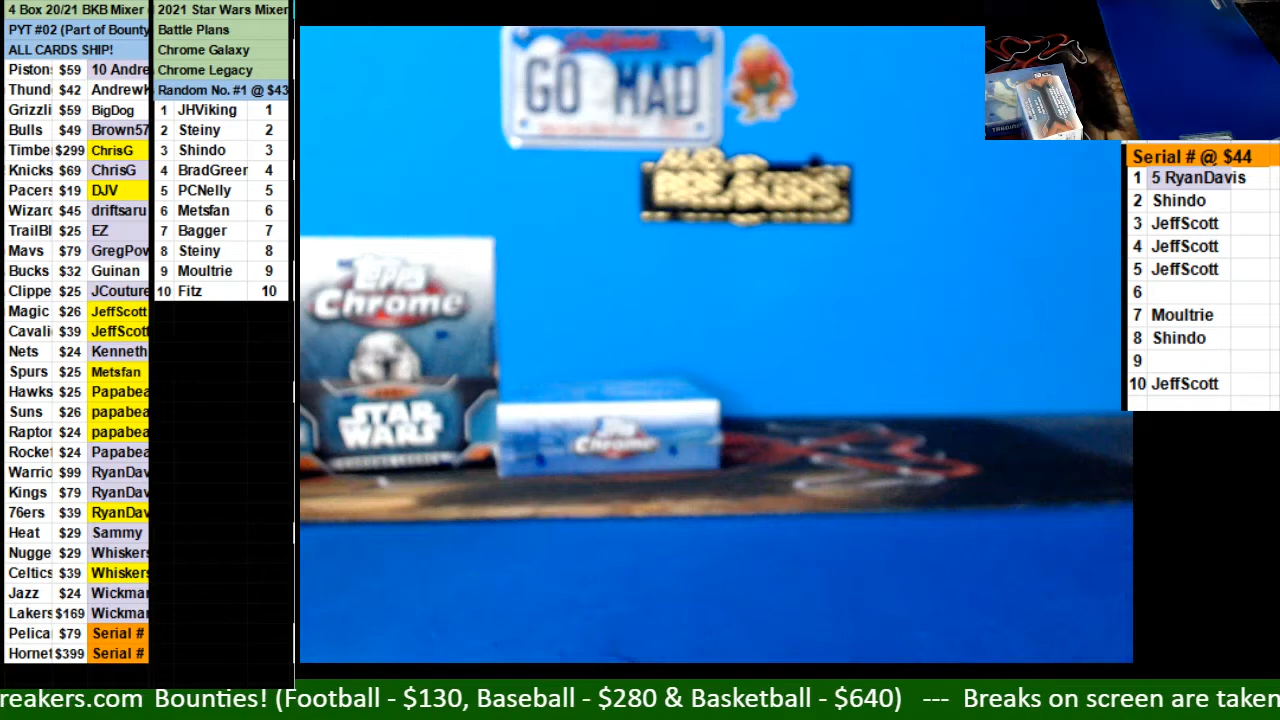 4 Box 20/21 BKB Mixer
PYT #02 (Part of Bounty
ALL CARDS SHIP!
Piston $59 10 Andre
Thund $42 AndrewK
Grizzli $59 BigDog
Bulls $49 Brown57
Timbe $299 ChrisG
Knicks $69 ChrisG
Pacers $19 DJV
Wizard $45 driftsaru
TrailBl $25 EZ
Mavs $79 GregPow
Bucks $32 Guinan
Clippe $25 JCouture
Magic $26 JeffScott
Cavali $39 JeffScott
Nets $24 Kenneth
Spurs $25 Metsfan
Hawks $25 Papabea
Suns $26 papabea
Rapto $24 papabea
Rocke $24 Papabea
Warrio $99 RyanDav
Kings $79 RyanDav
76ers $39 RyanDav
Heat $29 Sammy
Nugge $29 Whiskers
Celtics $39 Whiskers
Jazz $24 Wickmar
Lakers $169 Wickmar
Pelica $79 Serial #
Hornet $399 Serial #
2021 Star Wars Mixer
Battle Plans
Chrome Galaxy
Chrome Legacy
Random No. #1 @ $43
1 JHViking 1
2 Steiny 2
3 Shindo 3
4 BradGreer 4
5 PCNelly 5
6 Metsfan 6
7 Bagger 7
8 Steiny 8
9 Moultrie 9
10 Fitz 10
GO MAD
BREAKERS
Topps
Chrome
STAR
WARS
CHROME LEGACY
Chrome
Serial # @ $44
1 5 RyanDavis
2 Shindo
3 JeffScott
4 JeffScott
5 JeffScott
6
7 Moultrie
8 Shindo
9
10 JeffScott
reakers.com Bounties! (Football - $130, Baseball - $280 & Basketball - $640) --- Breaks on screen are taken